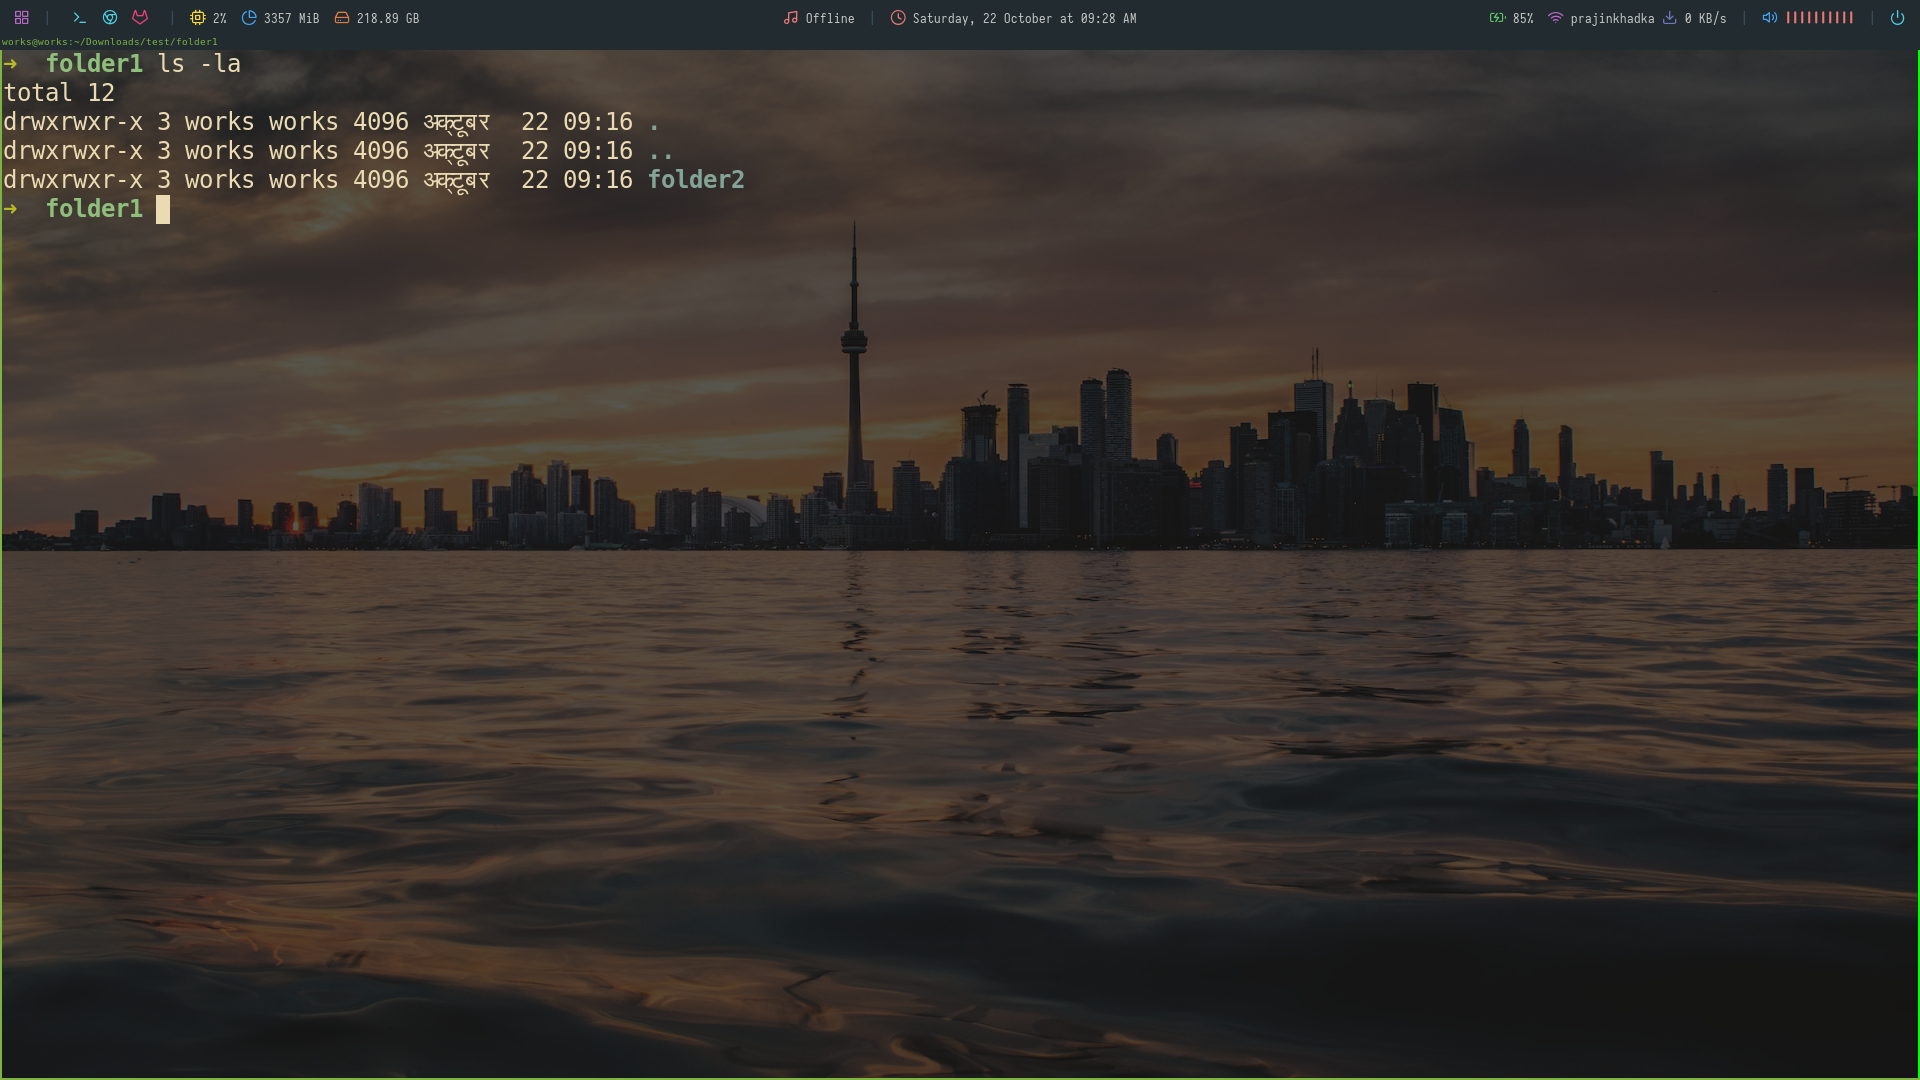 2% 3357 MiB 218.89 GB Offline Saturday, 22 October at 09:28 AM 85% prajinkhadka 0 KB/s
works@works:~/Downloads/test/folder1
→ folder1 ls -la
total 12
drwxrwxr-x 3 works works 4096 अक्टूबर 22 09:16 .
drwxrwxr-x 3 works works 4096 अक्टूबर 22 09:16 ..
drwxrwxr-x 3 works works 4096 अक्टूबर 22 09:16 folder2
→ folder1